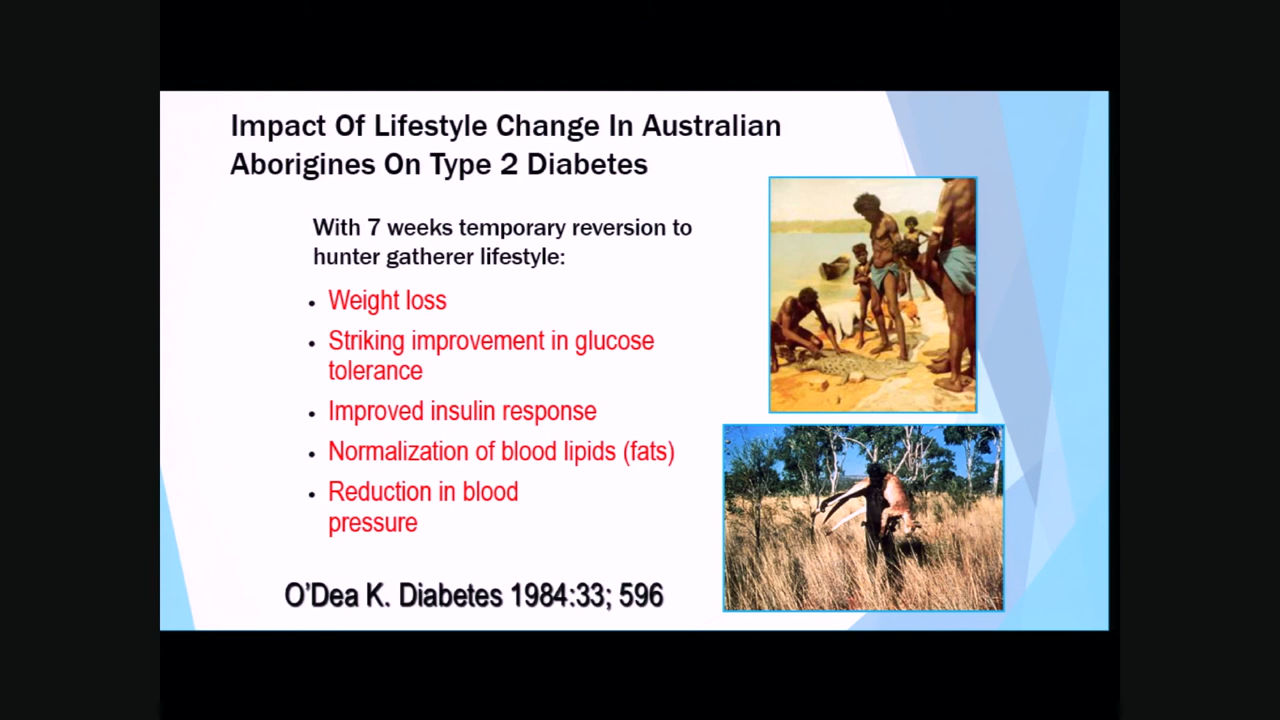 Impact Of Lifestyle Change In Australian
Aborigines On Type 2 Diabetes
With 7 weeks temporary reversion to
hunter gatherer lifestyle:
• Weight loss
• Striking improvement in glucose
tolerance
• Improved insulin response
• Normalization of blood lipids (fats)
• Reduction in blood
pressure
O'Dea K. Diabetes 1984:33; 596